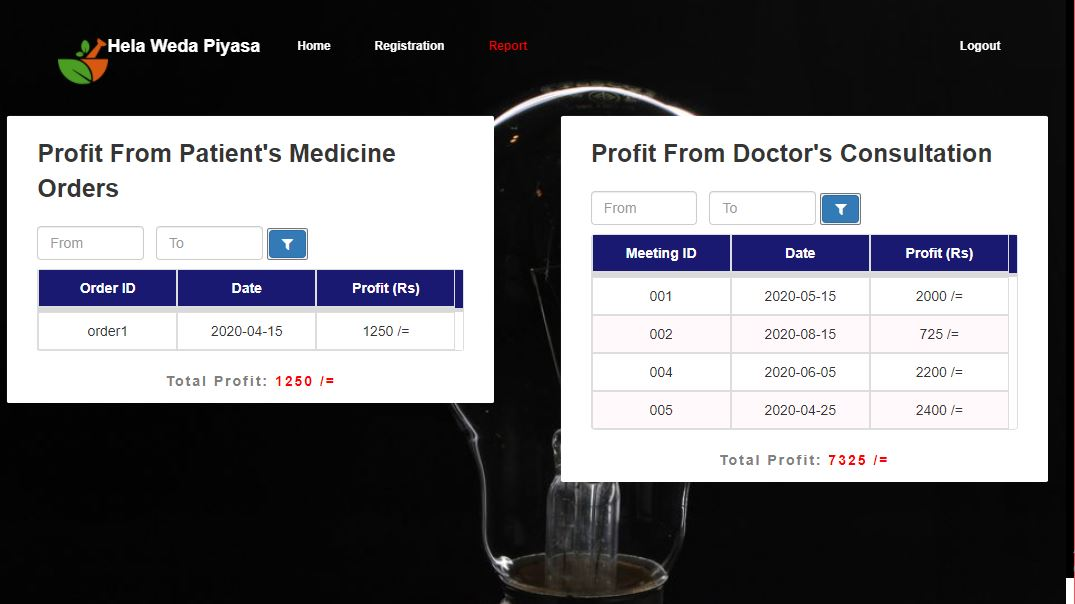 Hela Weda Piyasa Home Registration Report Logout
Profit From Patient's Medicine
Orders
From To
Order ID Date Profit (Rs)
order1 2020-04-15 1250 /=
Total Profit: 1250 /=
Profit From Doctor's Consultation
From To
Meeting ID Date Profit (Rs)
001 2020-05-15 2000 /=
002 2020-08-15 725 /=
004 2020-06-05 2200 /=
005 2020-04-25 2400 /=
Total Profit: 7325 /=